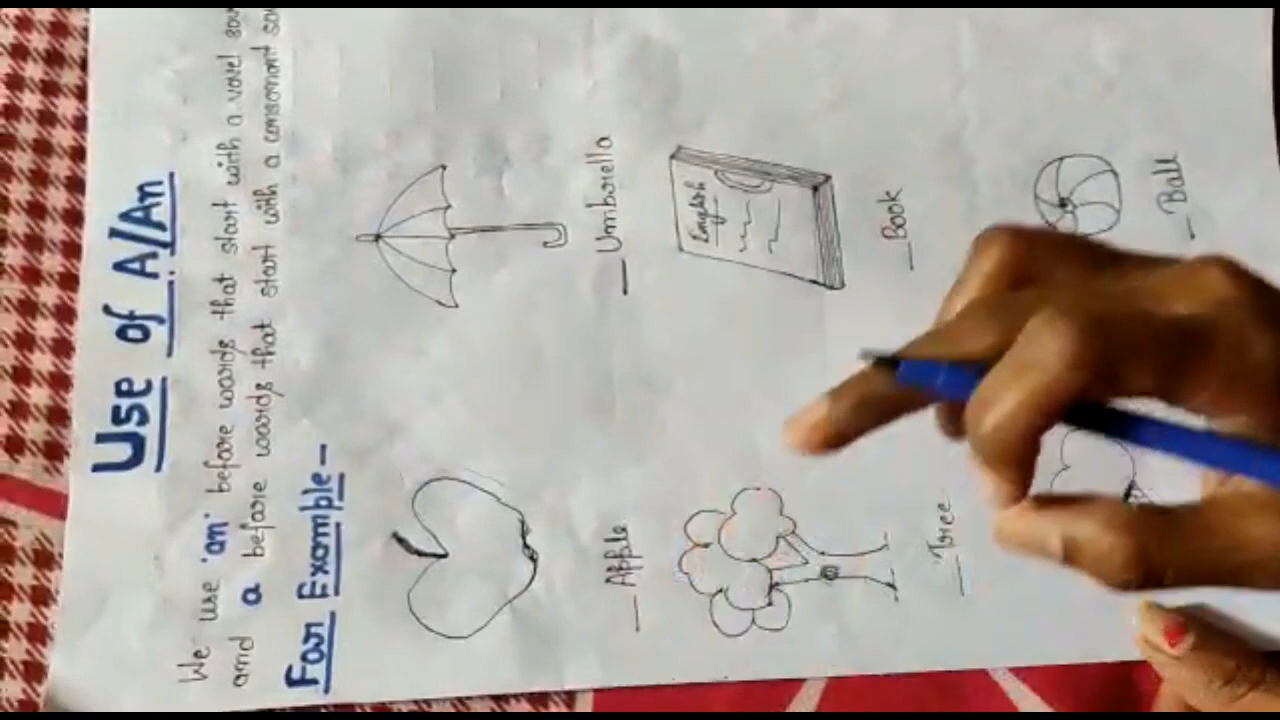 Use of A/An
We use 'an' before words that start with a vowel
and a before words that start with a consonant
For Example-
_ Apple
_ Umbrella
English
_ Tree
_ Book
_ Ball